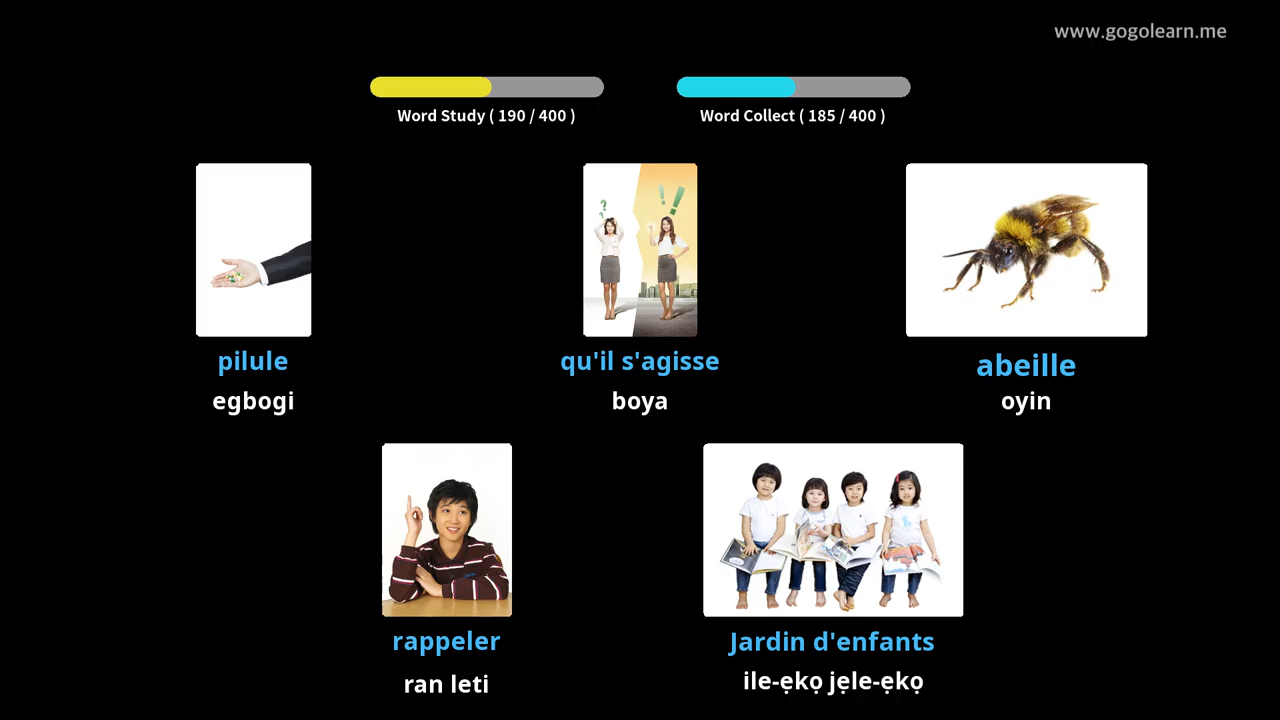 www.gogolearn.me
Word Study ( 190 / 400 )
Word Collect ( 185 / 400 )
pilule
egbogi
qu'il s'agisse
boya
abeille
oyin
rappeler
ran leti
Jardin d'enfants
ile-ẹkọ jẹle-ẹkọ